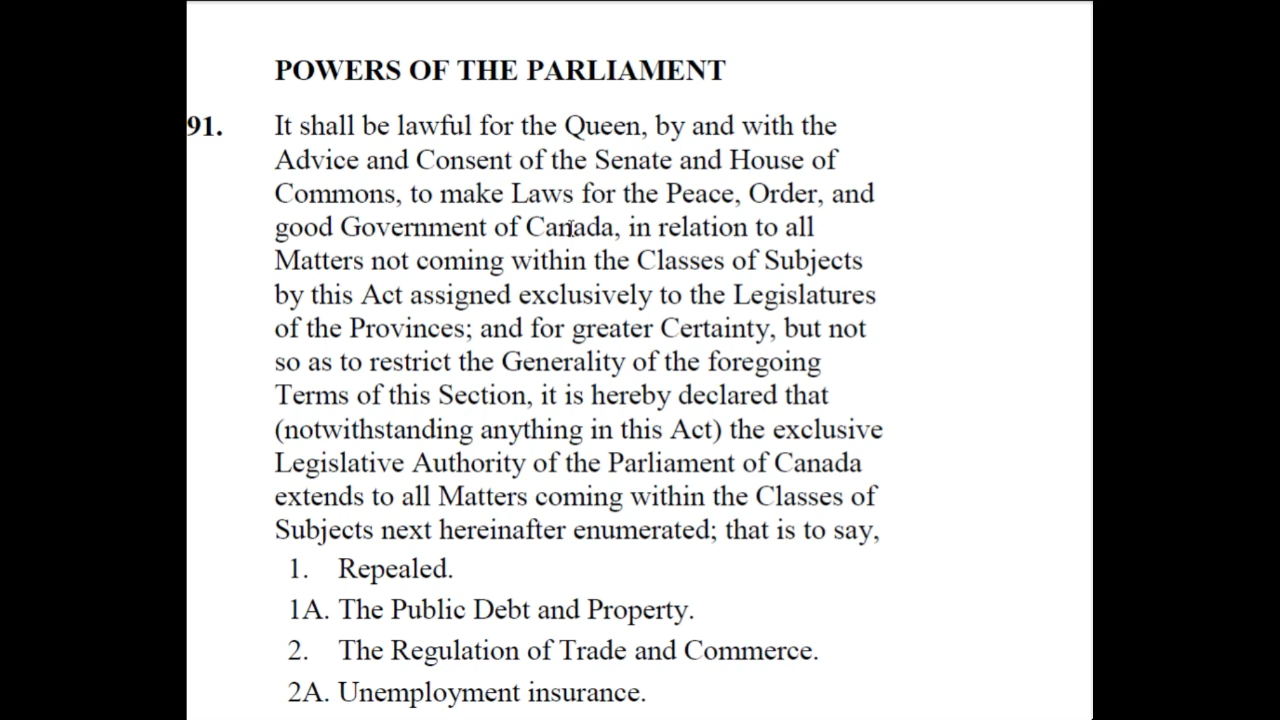 POWERS OF THE PARLIAMENT
91. It shall be lawful for the Queen, by and with the
Advice and Consent of the Senate and House of
Commons, to make Laws for the Peace, Order, and
good Government of Canada, in relation to all
Matters not coming within the Classes of Subjects
by this Act assigned exclusively to the Legislatures
of the Provinces; and for greater Certainty, but not
so as to restrict the Generality of the foregoing
Terms of this Section, it is hereby declared that
(notwithstanding anything in this Act) the exclusive
Legislative Authority of the Parliament of Canada
extends to all Matters coming within the Classes of
Subjects next hereinafter enumerated; that is to say,
1. Repealed.
1A. The Public Debt and Property.
2. The Regulation of Trade and Commerce.
2A. Unemployment insurance.